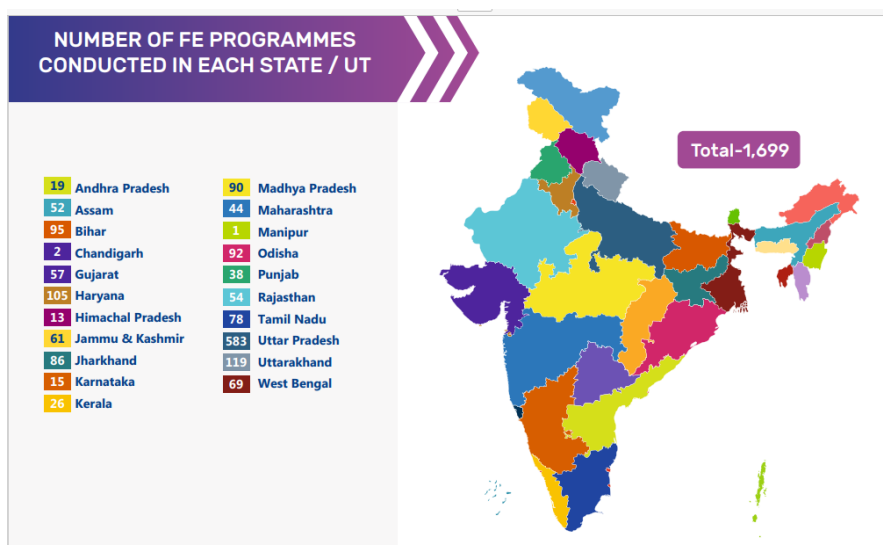 NUMBER OF FE PROGRAMMES
CONDUCTED IN EACH STATE / UT
Total-1,699
19 Andhra Pradesh
52 Assam
95 Bihar
2 Chandigarh
57 Gujarat
105 Haryana
13 Himachal Pradesh
61 Jammu & Kashmir
86 Jharkhand
15 Karnataka
26 Kerala
90 Madhya Pradesh
44 Maharashtra
1 Manipur
92 Odisha
38 Punjab
54 Rajasthan
78 Tamil Nadu
583 Uttar Pradesh
119 Uttarakhand
69 West Bengal